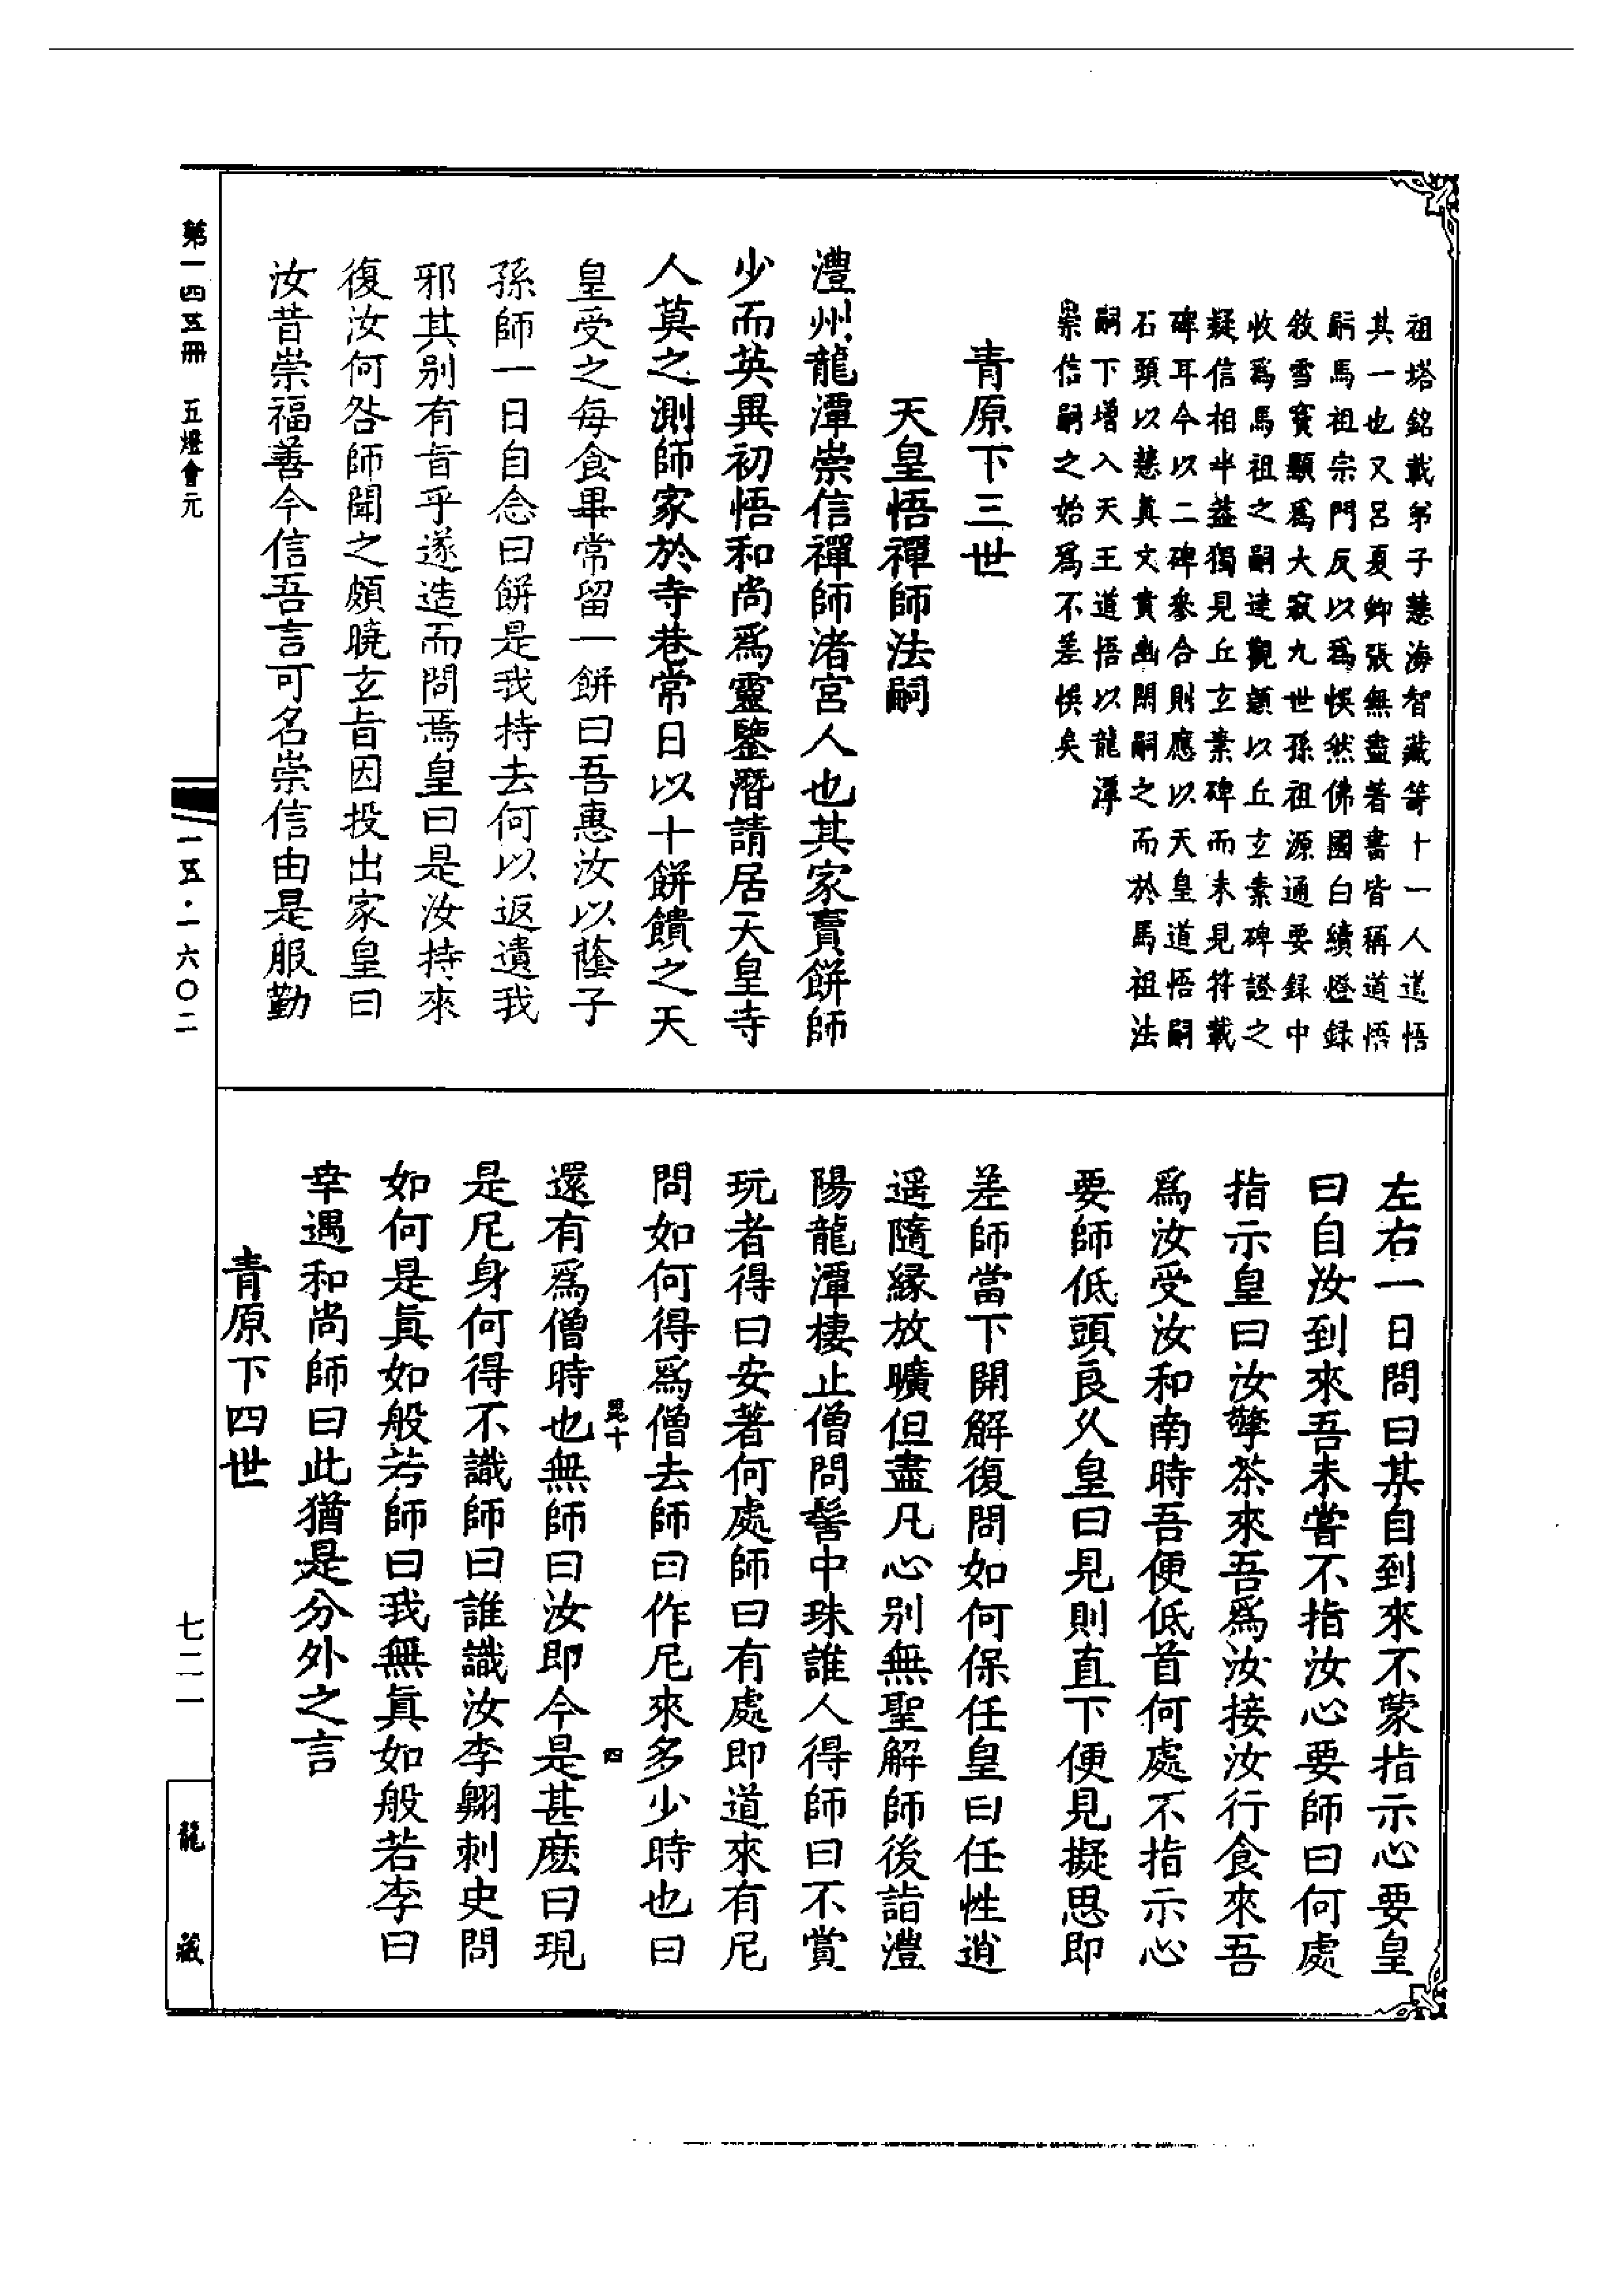 祖塔銘載弟子慧海智藏等十一人道悟
其一也又呂夏卿張無盡著書皆稱道悟
嗣馬祖宗門反以爲悞然佛國白續燈録
敘雪竇顯爲大寂九世孫祖源通要録中
收爲馬祖之嗣達觀頴以丘玄素碑證之
疑信相半葢獨見丘玄素碑而未見符載
碑耳今以二碑參合則應以天皇道悟嗣
石頭以慧眞文賁幽閑嗣之而於馬祖法
嗣下增入天王道悟以龍潭
崇信嗣之始爲不差悞矣
青原下三世
天皇悟禪師法嗣
澧州龍潭崇信禪師渚宮人也其家賣餅師
少而英異初悟和尚爲靈鑒潛請居天皇寺
人莫之測師家於寺巷常日以十餅饋之天
皇受之每食畢常留一餅曰吾惠汝以蔭子
孫師一日自念曰餅是我持去何以返遺我
邪其别有旨乎遂造而問焉皇曰是汝持來
復汝何咎師聞之頗曉玄旨因投出家皇曰
汝昔崇福善今信吾言可名崇信由是服勤
左右一日問曰某自到來不蒙指示心要皇
曰自汝到來吾未嘗不指汝心要師曰何處
指示皇曰汝擎茶來吾爲汝接汝行食來吾
爲汝受汝和南時吾便低首何處不指示心
要師低頭良久皇曰見則直下便見擬思即
差師當下開解復問如何保任皇曰任性逍
遥隨緣放曠但盡凡心别無聖解師後詣澧
陽龍潭棲止僧問髻中珠誰人得師曰不賞
玩者得曰安著何處師曰有處即道來有尼
問如何得爲僧去師曰作尼來多少時也曰
晃十
四
還有爲僧時也無師曰汝即今是甚麽曰現
是尼身何得不識師曰誰識汝李翺刺史問
如何是眞如般若師曰我無眞如般若李曰
幸遇和尚師曰此猶是分外之言
青原下四世
第一四五冊
五燈會元
一五·一六〇二
七二一
龍藏